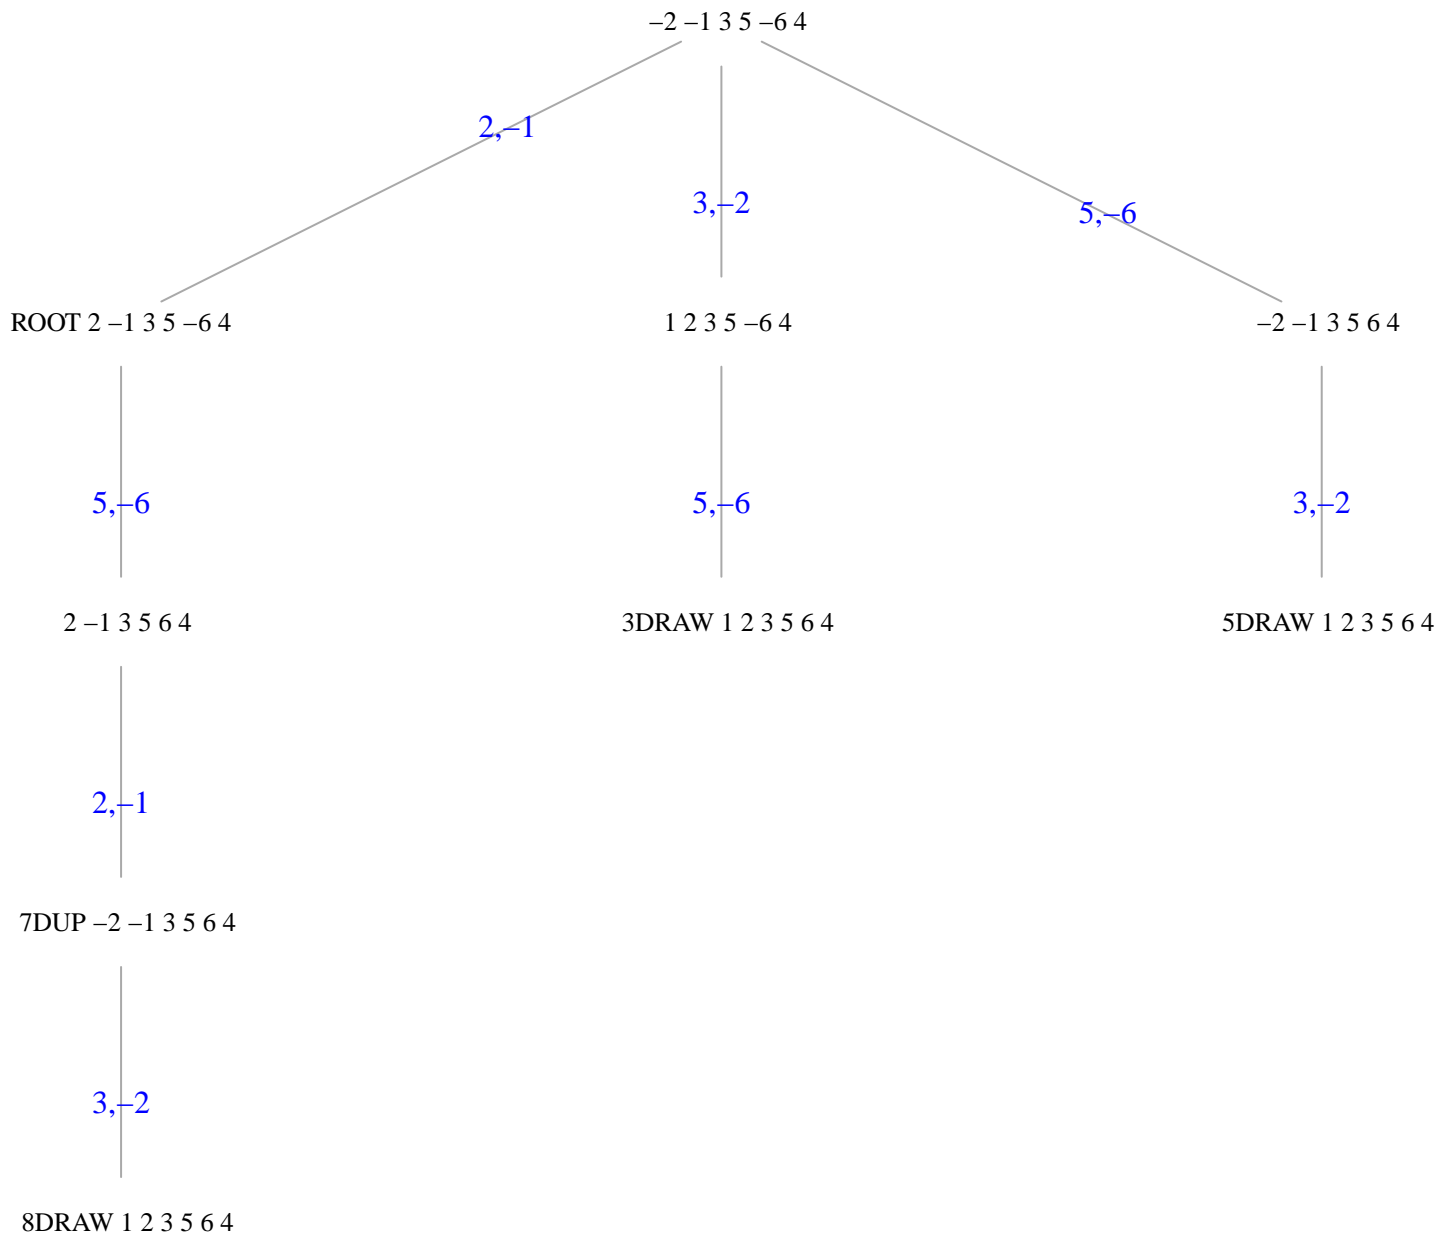 –2 –1 3 5 –6 4
2,–1
3,–2
5,–6
ROOT 2 –1 3 5 –6 4
1 2 3 5 –6 4
–2 –1 3 5 6 4
5,–6
5,–6
3,–2
2 –1 3 5 6 4
3DRAW 1 2 3 5 6 4
5DRAW 1 2 3 5 6 4
2,–1
7DUP –2 –1 3 5 6 4
3,–2
8DRAW 1 2 3 5 6 4